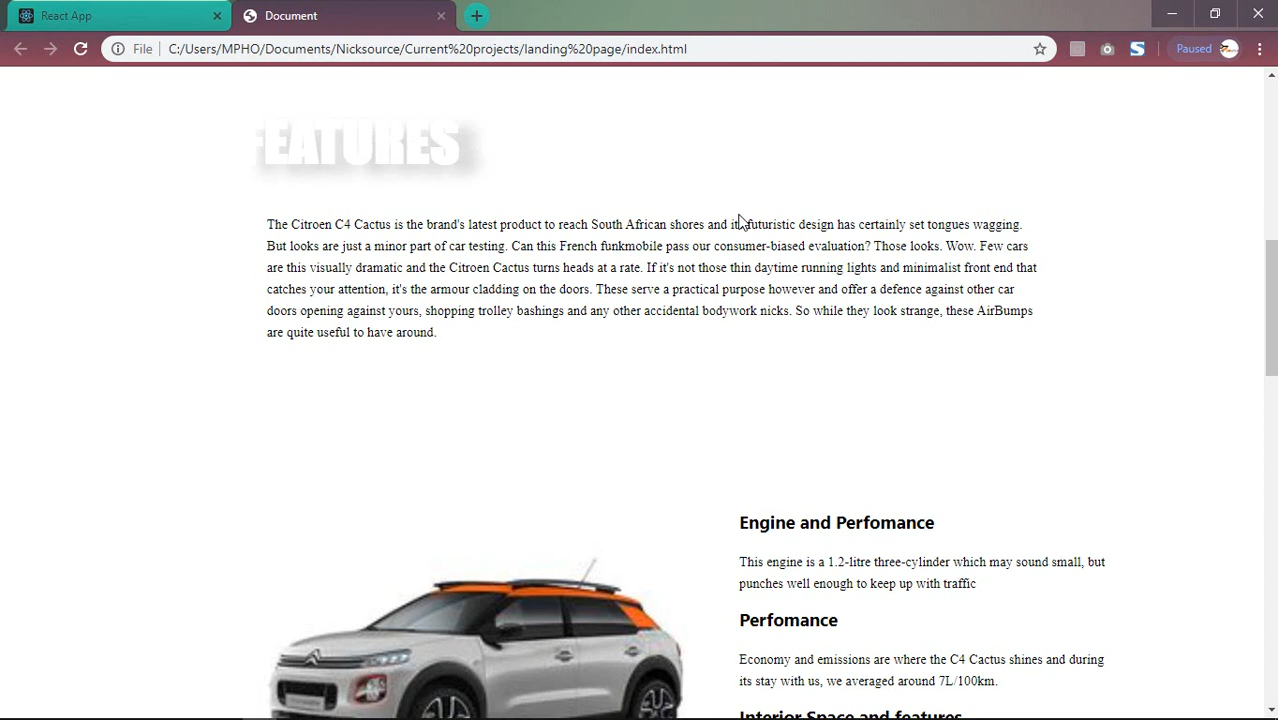 React App
Document
File
C:/Users/MPHO/Documents/Nicksource/Current%20projects/landing%20page/index.html
Paused
FEATURES
The Citroen C4 Cactus is the brand's latest product to reach South African shores and its futuristic design has certainly set tongues wagging.
But looks are just a minor part of car testing. Can this French funkmobile pass our consumer-biased evaluation? Those looks. Wow. Few cars
are this visually dramatic and the Citroen Cactus turns heads at a rate. If it's not those thin daytime running lights and minimalist front end that
catches your attention, it's the armour cladding on the doors. These serve a practical purpose however and offer a defence against other car
doors opening against yours, shopping trolley bashings and any other accidental bodywork nicks. So while they look strange, these AirBumps
are quite useful to have around.
Engine and Perfomance
This engine is a 1.2-litre three-cylinder which may sound small, but
punches well enough to keep up with traffic
Perfomance
Economy and emissions are where the C4 Cactus shines and during
its stay with us, we averaged around 7L/100km.
Interior Space and features